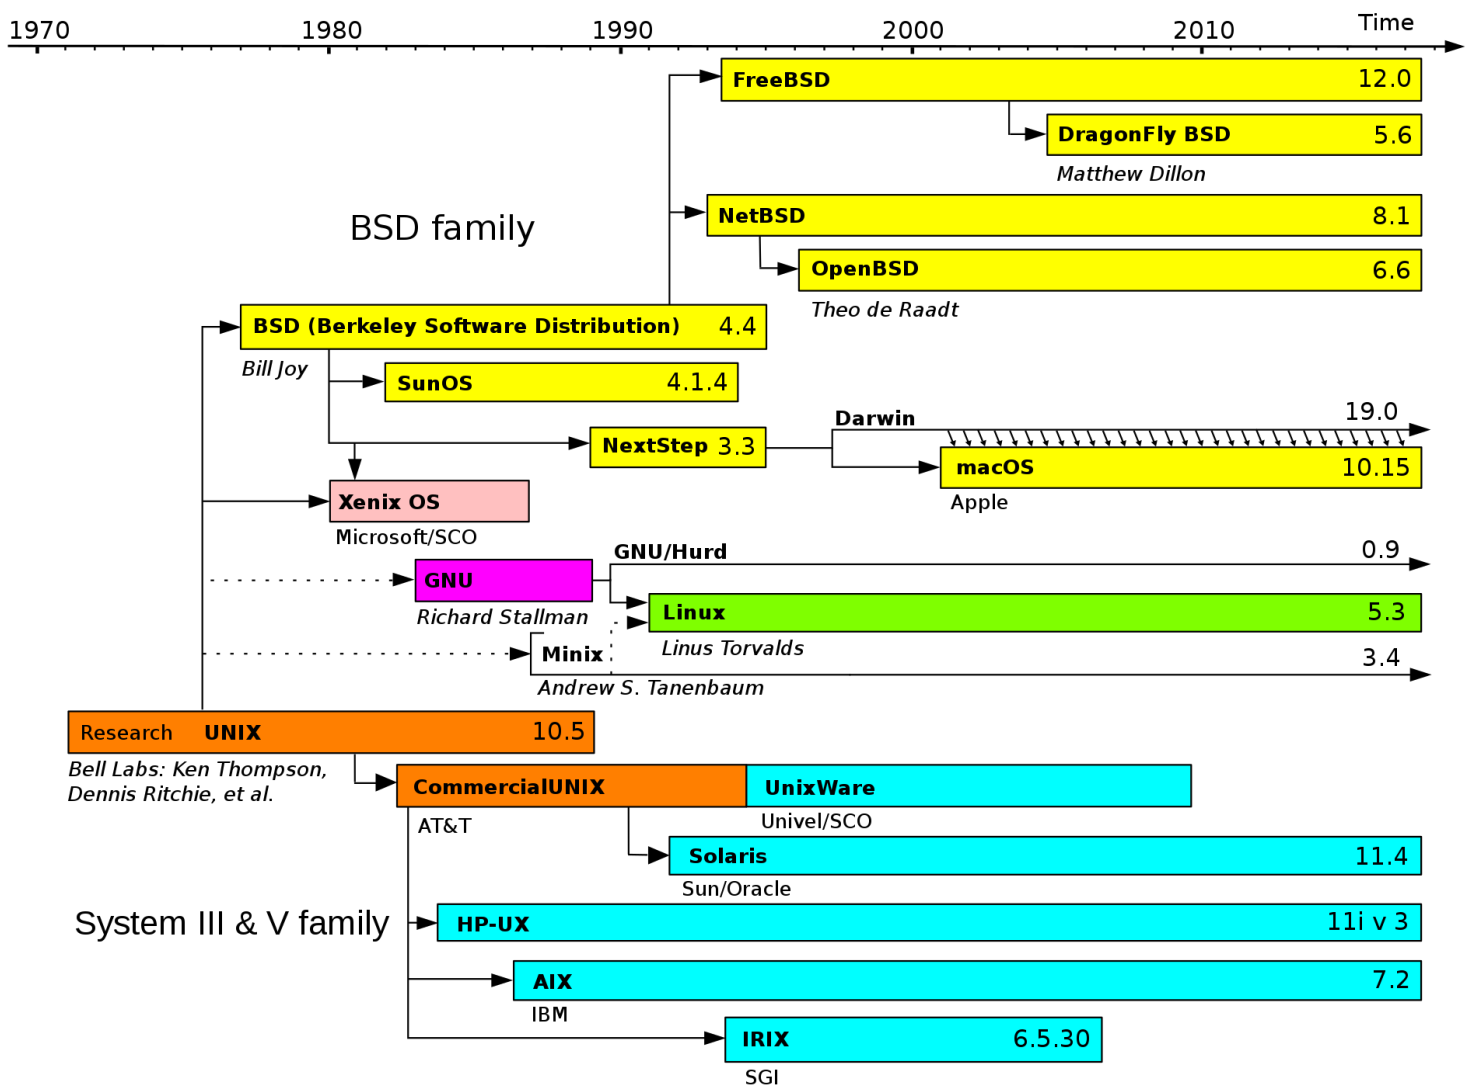 1970 1980 1990 2000 2010 Time
FreeBSD 12.0
DragonFly BSD 5.6
Matthew Dillon
NetBSD 8.1
BSD family
OpenBSD 6.6
Theo de Raadt
BSD (Berkeley Software Distribution) 4.4
Bill Joy
SunOS 4.1.4
Darwin 19.0
NextStep 3.3
macOS 10.15
Apple
Xenix OS
Microsoft/SCO
GNU/Hurd 0.9
GNU
Richard Stallman
Linux 5.3
Linus Torvalds
Minix 3.4
Andrew S. Tanenbaum
Research UNIX 10.5
Bell Labs: Ken Thompson,
Dennis Ritchie, et al.
CommercialUNIX UnixWare
AT&T
Univel/SCO
Solaris 11.4
Sun/Oracle
System III & V family
HP-UX 11i v 3
AIX 7.2
IBM
IRIX 6.5.30
SGI